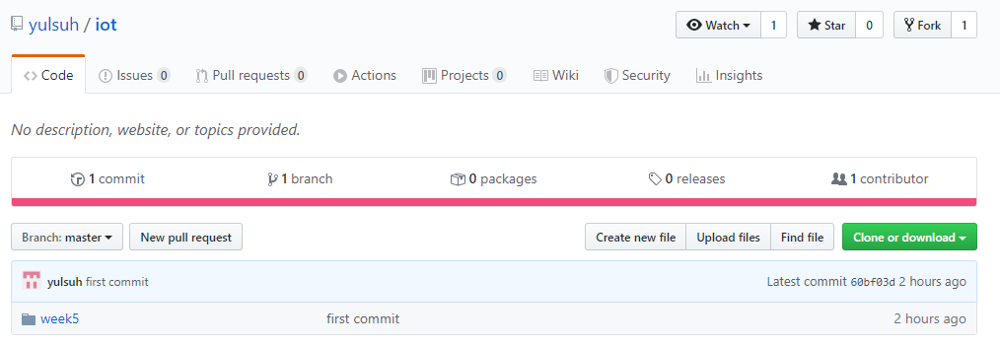 yulsuh / iot Watch 1 Star 0 Fork 1
Code Issues 0 Pull requests 0 Actions Projects 0 Wiki Security Insights
No description, website, or topics provided.
1 commit 1 branch 0 packages 0 releases 1 contributor
Branch: master New pull request Create new file Upload files Find file Clone or download
yulsuh first commit Latest commit 60bf03d 2 hours ago
week5 first commit 2 hours ago